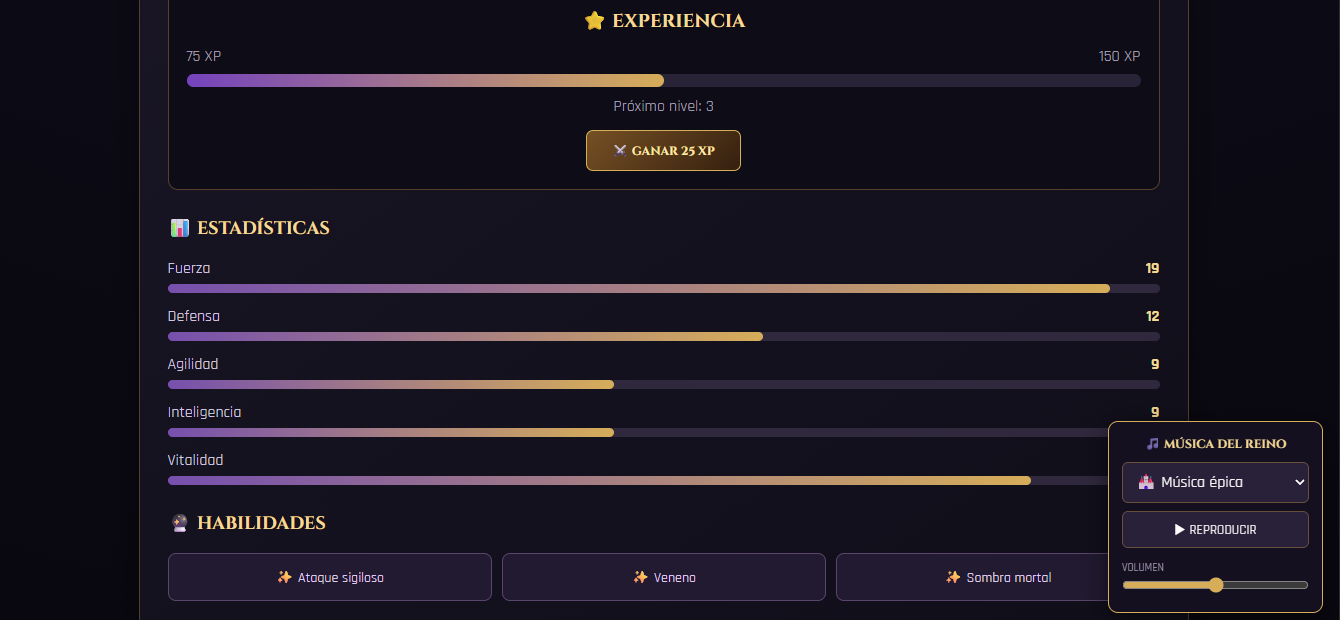 EXPERIENCIA
75 XP 150 XP
Próximo nivel: 3
GANAR 25 XP
ESTADÍSTICAS
Fuerza 19
Defensa 12
Agilidad 9
Inteligencia 9
Vitalidad
HABILIDADES
Ataque sigiloso
Veneno
Sombra mortal
MÚSICA DEL REINO
Música épica
REPRODUCIR
VOLUMEN